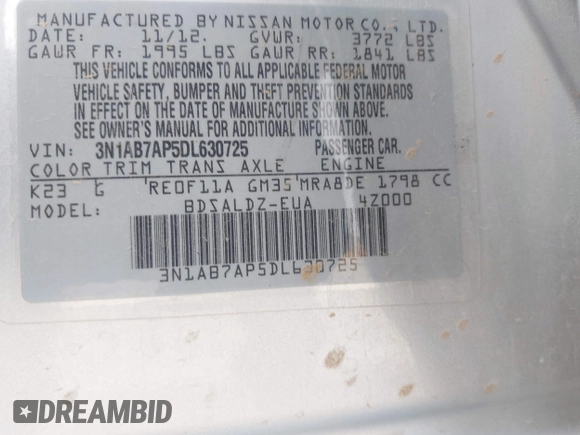 MANUFACTURED BY NISSAN MOTOR CO., LTD.
DATE: 11/12. GVWR: 3772 LBS
GAWR FR: 1995 LBS GAWR RR: 1841 LBS
THIS VEHICLE CONFORMS TO ALL APPLICABLE FEDERAL MOTOR
VEHICLE SAFETY, BUMPER AND THEFT PREVENTION STANDARDS
IN EFFECT ON THE DATE OF MANUFACTURE SHOWN ABOVE.
SEE OWNER'S MANUAL FOR ADDITIONAL INFORMATION.
VIN: 3N1AB7AP5DL630725 PASSENGER CAR.
COLOR TRIM TRANS AXLE ENGINE
K23 G RE0F11A GM35 MRA8DE 1798 CC
MODEL: BDSALDZ-EUA 4Z000
3N1AB7AP5DL630725
DREAMBID